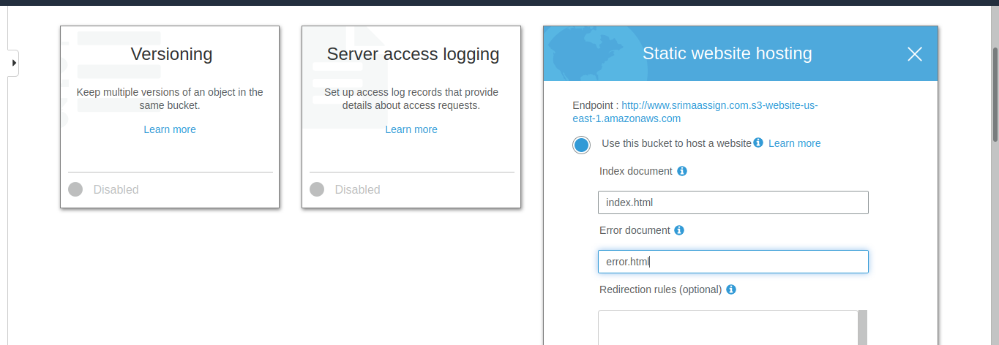 Versioning
Keep multiple versions of an object in the
same bucket.
Learn more
Disabled
Server access logging
Set up access log records that provide
details about access requests.
Learn more
Disabled
Static website hosting
Endpoint : http://www.srimaassign.com.s3-website-us-
east-1.amazonaws.com
Use this bucket to host a website Learn more
Index document
index.html
Error document
error.html
Redirection rules (optional)